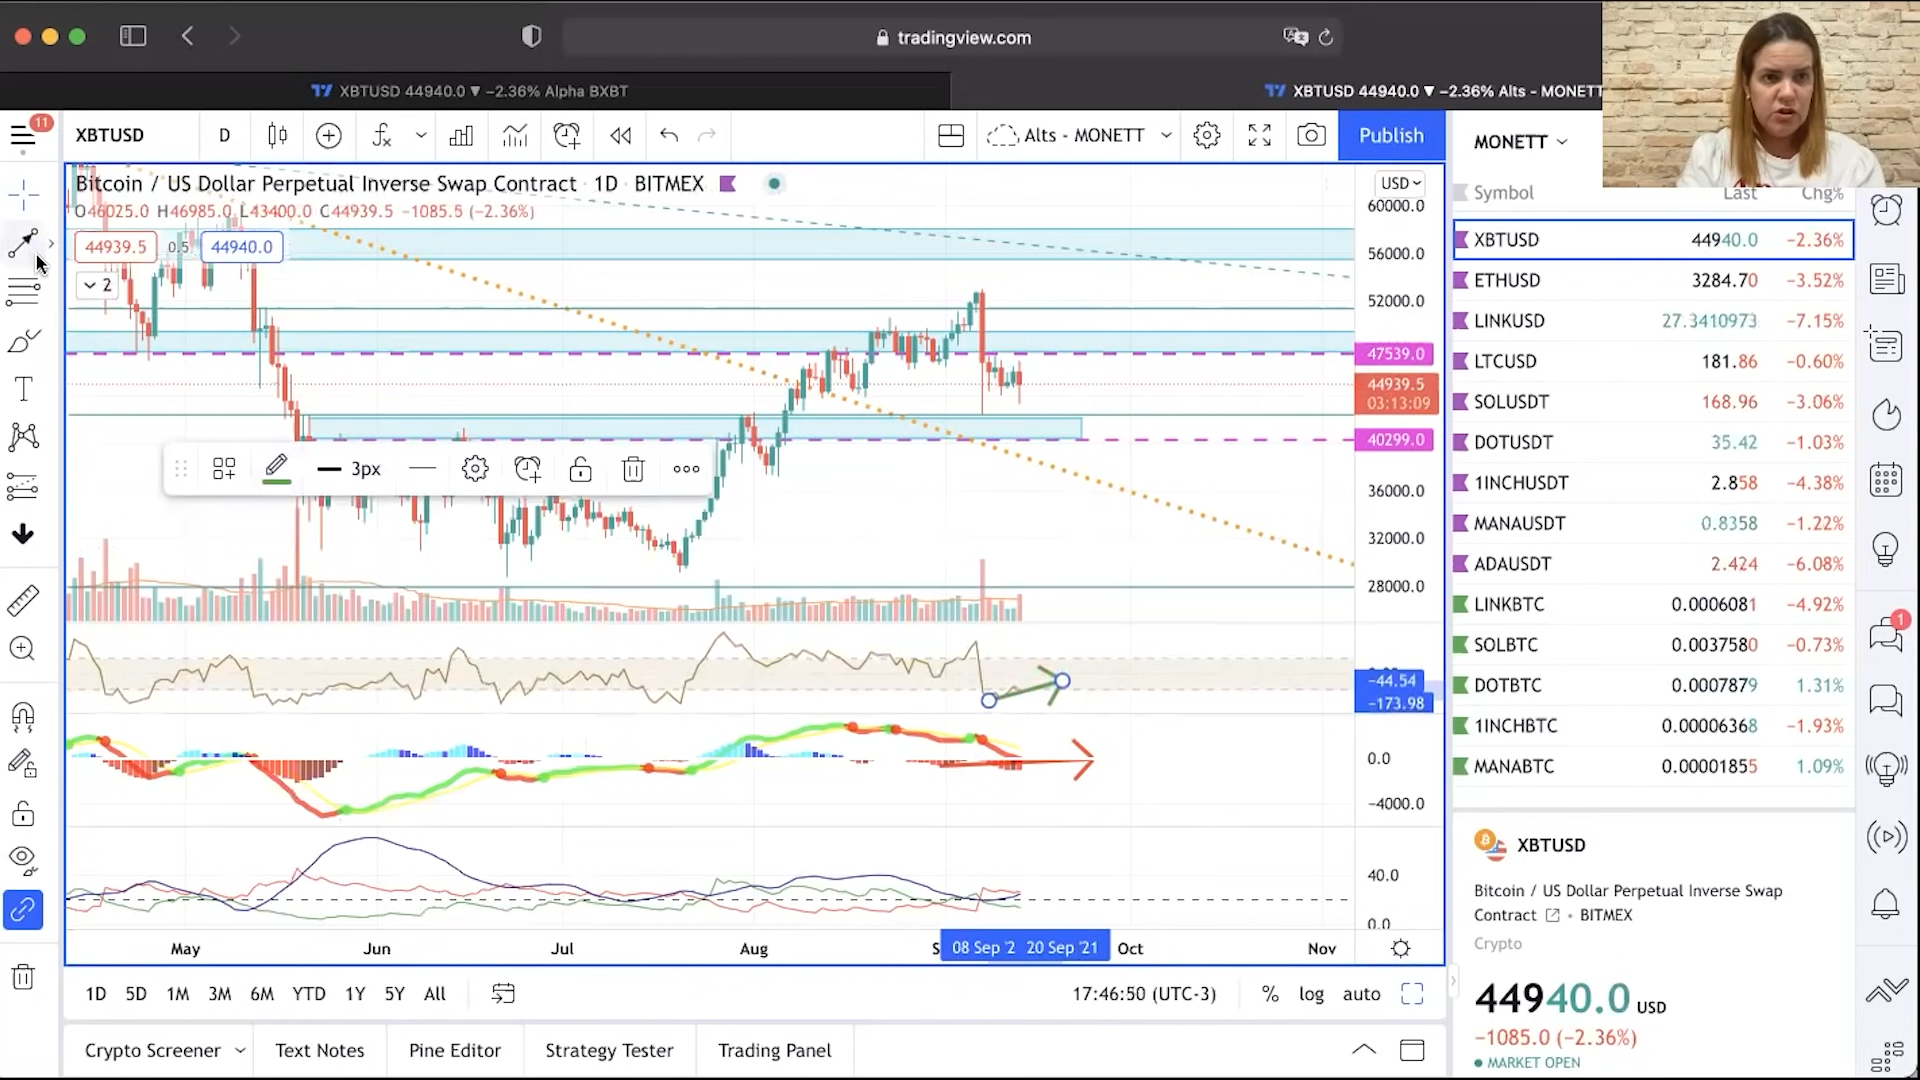 tradingview.com
XBTUSD 44940.0 ▼ −2.36% Alpha BXBT
XBTUSD 44940.0 ▼ −2.36% Alts - MONETT
11
XBTUSD
D
Alts - MONETT
Publish
MONETT
Bitcoin / US Dollar Perpetual Inverse Swap Contract · 1D · BITMEX
O46025.0 H46985.0 L43400.0 C44939.5 −1085.5 (−2.36%)
44939.5 0.5 44940.0
2
3px
USD
60000.0
56000.0
52000.0
47539.0
44939.5
03:13:09
40299.0
36000.0
32000.0
28000.0
−44.54
−173.98
0.0
−4000.0
40.0
0.0
May Jun Jul Aug S 08 Sep '2 20 Sep '21 Oct Nov
1D 5D 1M 3M 6M YTD 1Y 5Y All
17:46:50 (UTC-3) % log auto
Crypto Screener Text Notes Pine Editor Strategy Tester Trading Panel
Symbol Last Chg%
XBTUSD 44940.0 −2.36%
ETHUSD 3284.70 −3.52%
LINKUSD 27.3410973 −7.15%
LTCUSD 181.86 −0.60%
SOLUSDT 168.96 −3.06%
DOTUSDT 35.42 −1.03%
1INCHUSDT 2.858 −4.38%
MANAUSDT 0.8358 −1.22%
ADAUSDT 2.424 −6.08%
LINKBTC 0.0006081 −4.92%
SOLBTC 0.0037580 −0.73%
DOTBTC 0.0007879 1.31%
1INCHBTC 0.00006368 −1.93%
MANABTC 0.00001855 1.09%
1
XBTUSD
Bitcoin / US Dollar Perpetual Inverse Swap
Contract • BITMEX
Crypto
44940.0 USD
−1085.0 (−2.36%)
• MARKET OPEN